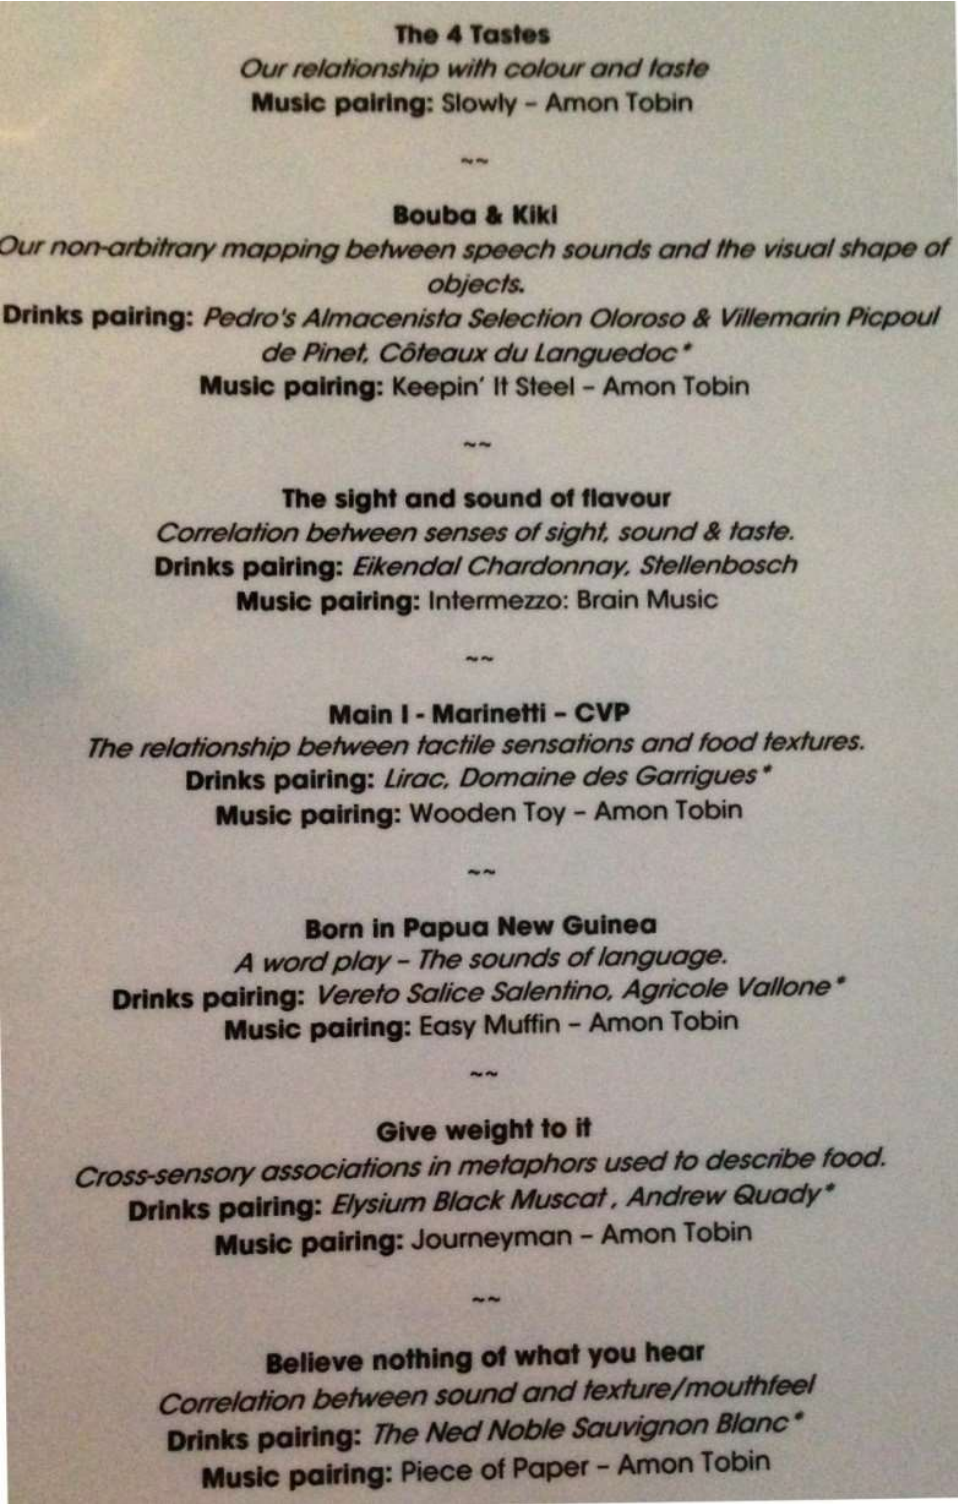 The 4 Tastes
Our relationship with colour and taste
Music pairing: Slowly – Amon Tobin
~~
Bouba & Kiki
Our non-arbitrary mapping between speech sounds and the visual shape of
objects.
Drinks pairing: Pedro's Almacenista Selection Oloroso & Villemarin Picpoul
de Pinet, Côteaux du Languedoc*
Music pairing: Keepin' It Steel – Amon Tobin
~~
The sight and sound of flavour
Correlation between senses of sight, sound & taste.
Drinks pairing: Eikendal Chardonnay, Stellenbosch
Music pairing: Intermezzo: Brain Music
~~
Main I - Marinetti – CVP
The relationship between tactile sensations and food textures.
Drinks pairing: Lirac, Domaine des Garrigues*
Music pairing: Wooden Toy – Amon Tobin
~~
Born in Papua New Guinea
A word play – The sounds of language.
Drinks pairing: Vereto Salice Salentino, Agricole Vallone*
Music pairing: Easy Muffin – Amon Tobin
~~
Give weight to it
Cross-sensory associations in metaphors used to describe food.
Drinks pairing: Elysium Black Muscat , Andrew Quady*
Music pairing: Journeyman – Amon Tobin
~~
Believe nothing of what you hear
Correlation between sound and texture/mouthfeel
Drinks pairing: The Ned Noble Sauvignon Blanc*
Music pairing: Piece of Paper – Amon Tobin